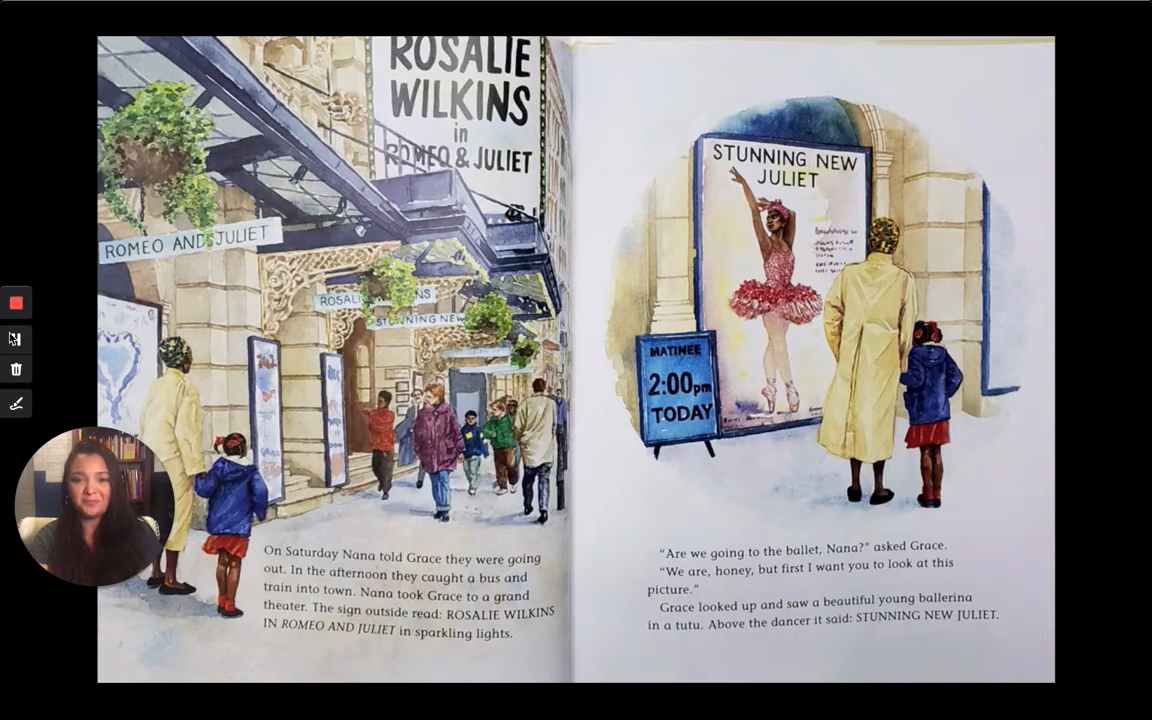 ROSALIE
WILKINS
in
ROMEO & JULIET
ROMEO AND JULIET
STUNNING NEW
On Saturday Nana told Grace they were going
out. In the afternoon they caught a bus and
train into town. Nana took Grace to a grand
theater. The sign outside read: ROSALIE WILKINS
IN ROMEO AND JULIET in sparkling lights.
STUNNING NEW
JULIET
MATINEE
2:00pm
TODAY
"Are we going to the ballet, Nana?" asked Grace.
"We are, honey, but first I want you to look at this
picture."
Grace looked up and saw a beautiful young ballerina
in a tutu. Above the dancer it said: STUNNING NEW JULIET.